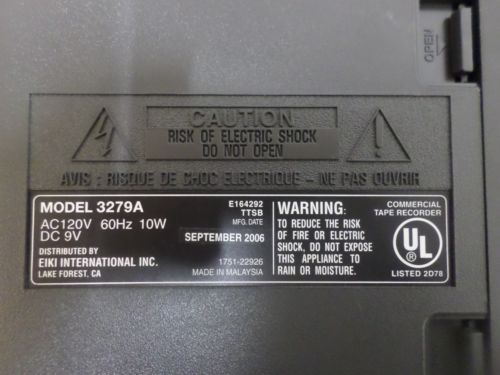 OPEN
CAUTION
RISK OF ELECTRIC SHOCK
DO NOT OPEN
AVIS : RISQUE DE CHOC ELECTRIQUE - NE PAS OUVRIR
MODEL 3279A
AC120V 60Hz 10W
DC 9V
DISTRIBUTED BY
EIKI INTERNATIONAL INC.
LAKE FOREST, CA
E164292
TTSB
MFG. DATE
SEPTEMBER 2006
1751-22926
MADE IN MALAYSIA
WARNING:
TO REDUCE THE RISK
OF FIRE OR ELECTRIC
SHOCK, DO NOT EXPOSE
THIS APPLIANCE TO
RAIN OR MOISTURE.
COMMERCIAL
TAPE RECORDER
UL
®
LISTED 2D78